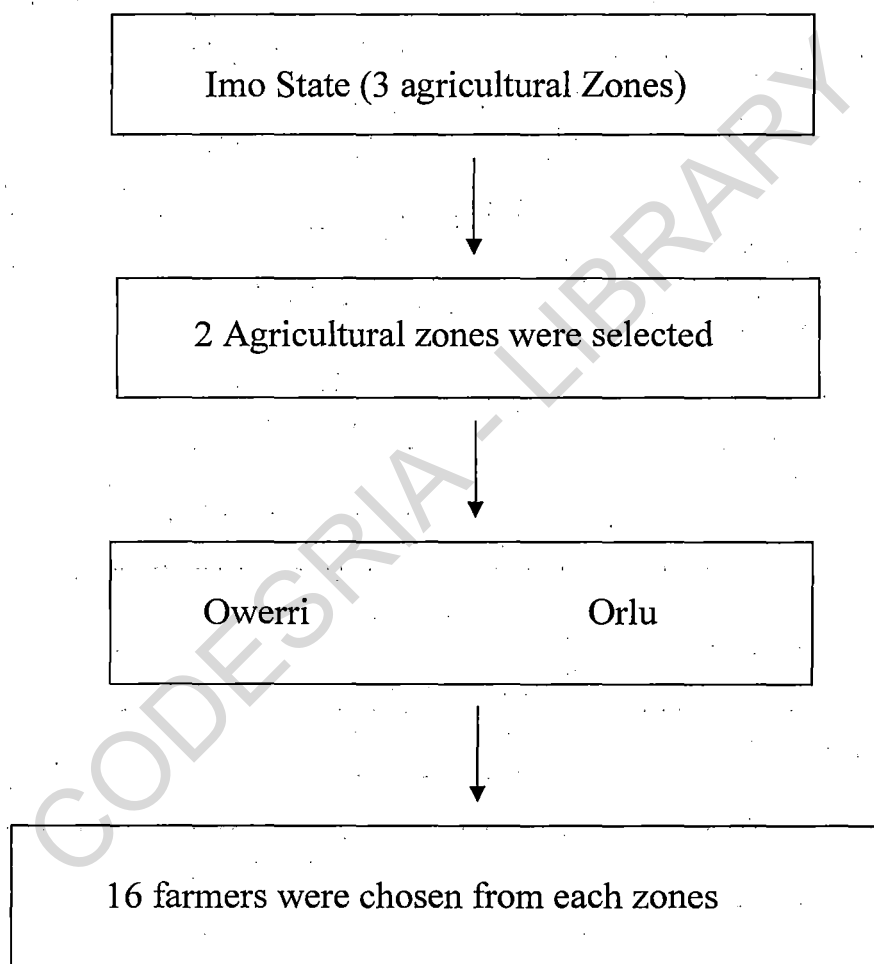 Imo State (3 agricultural Zones)
2 Agricultural zones were selected
Owerri Orlu
16 farmers were chosen from each zones
CODESRIA - LIBRARY